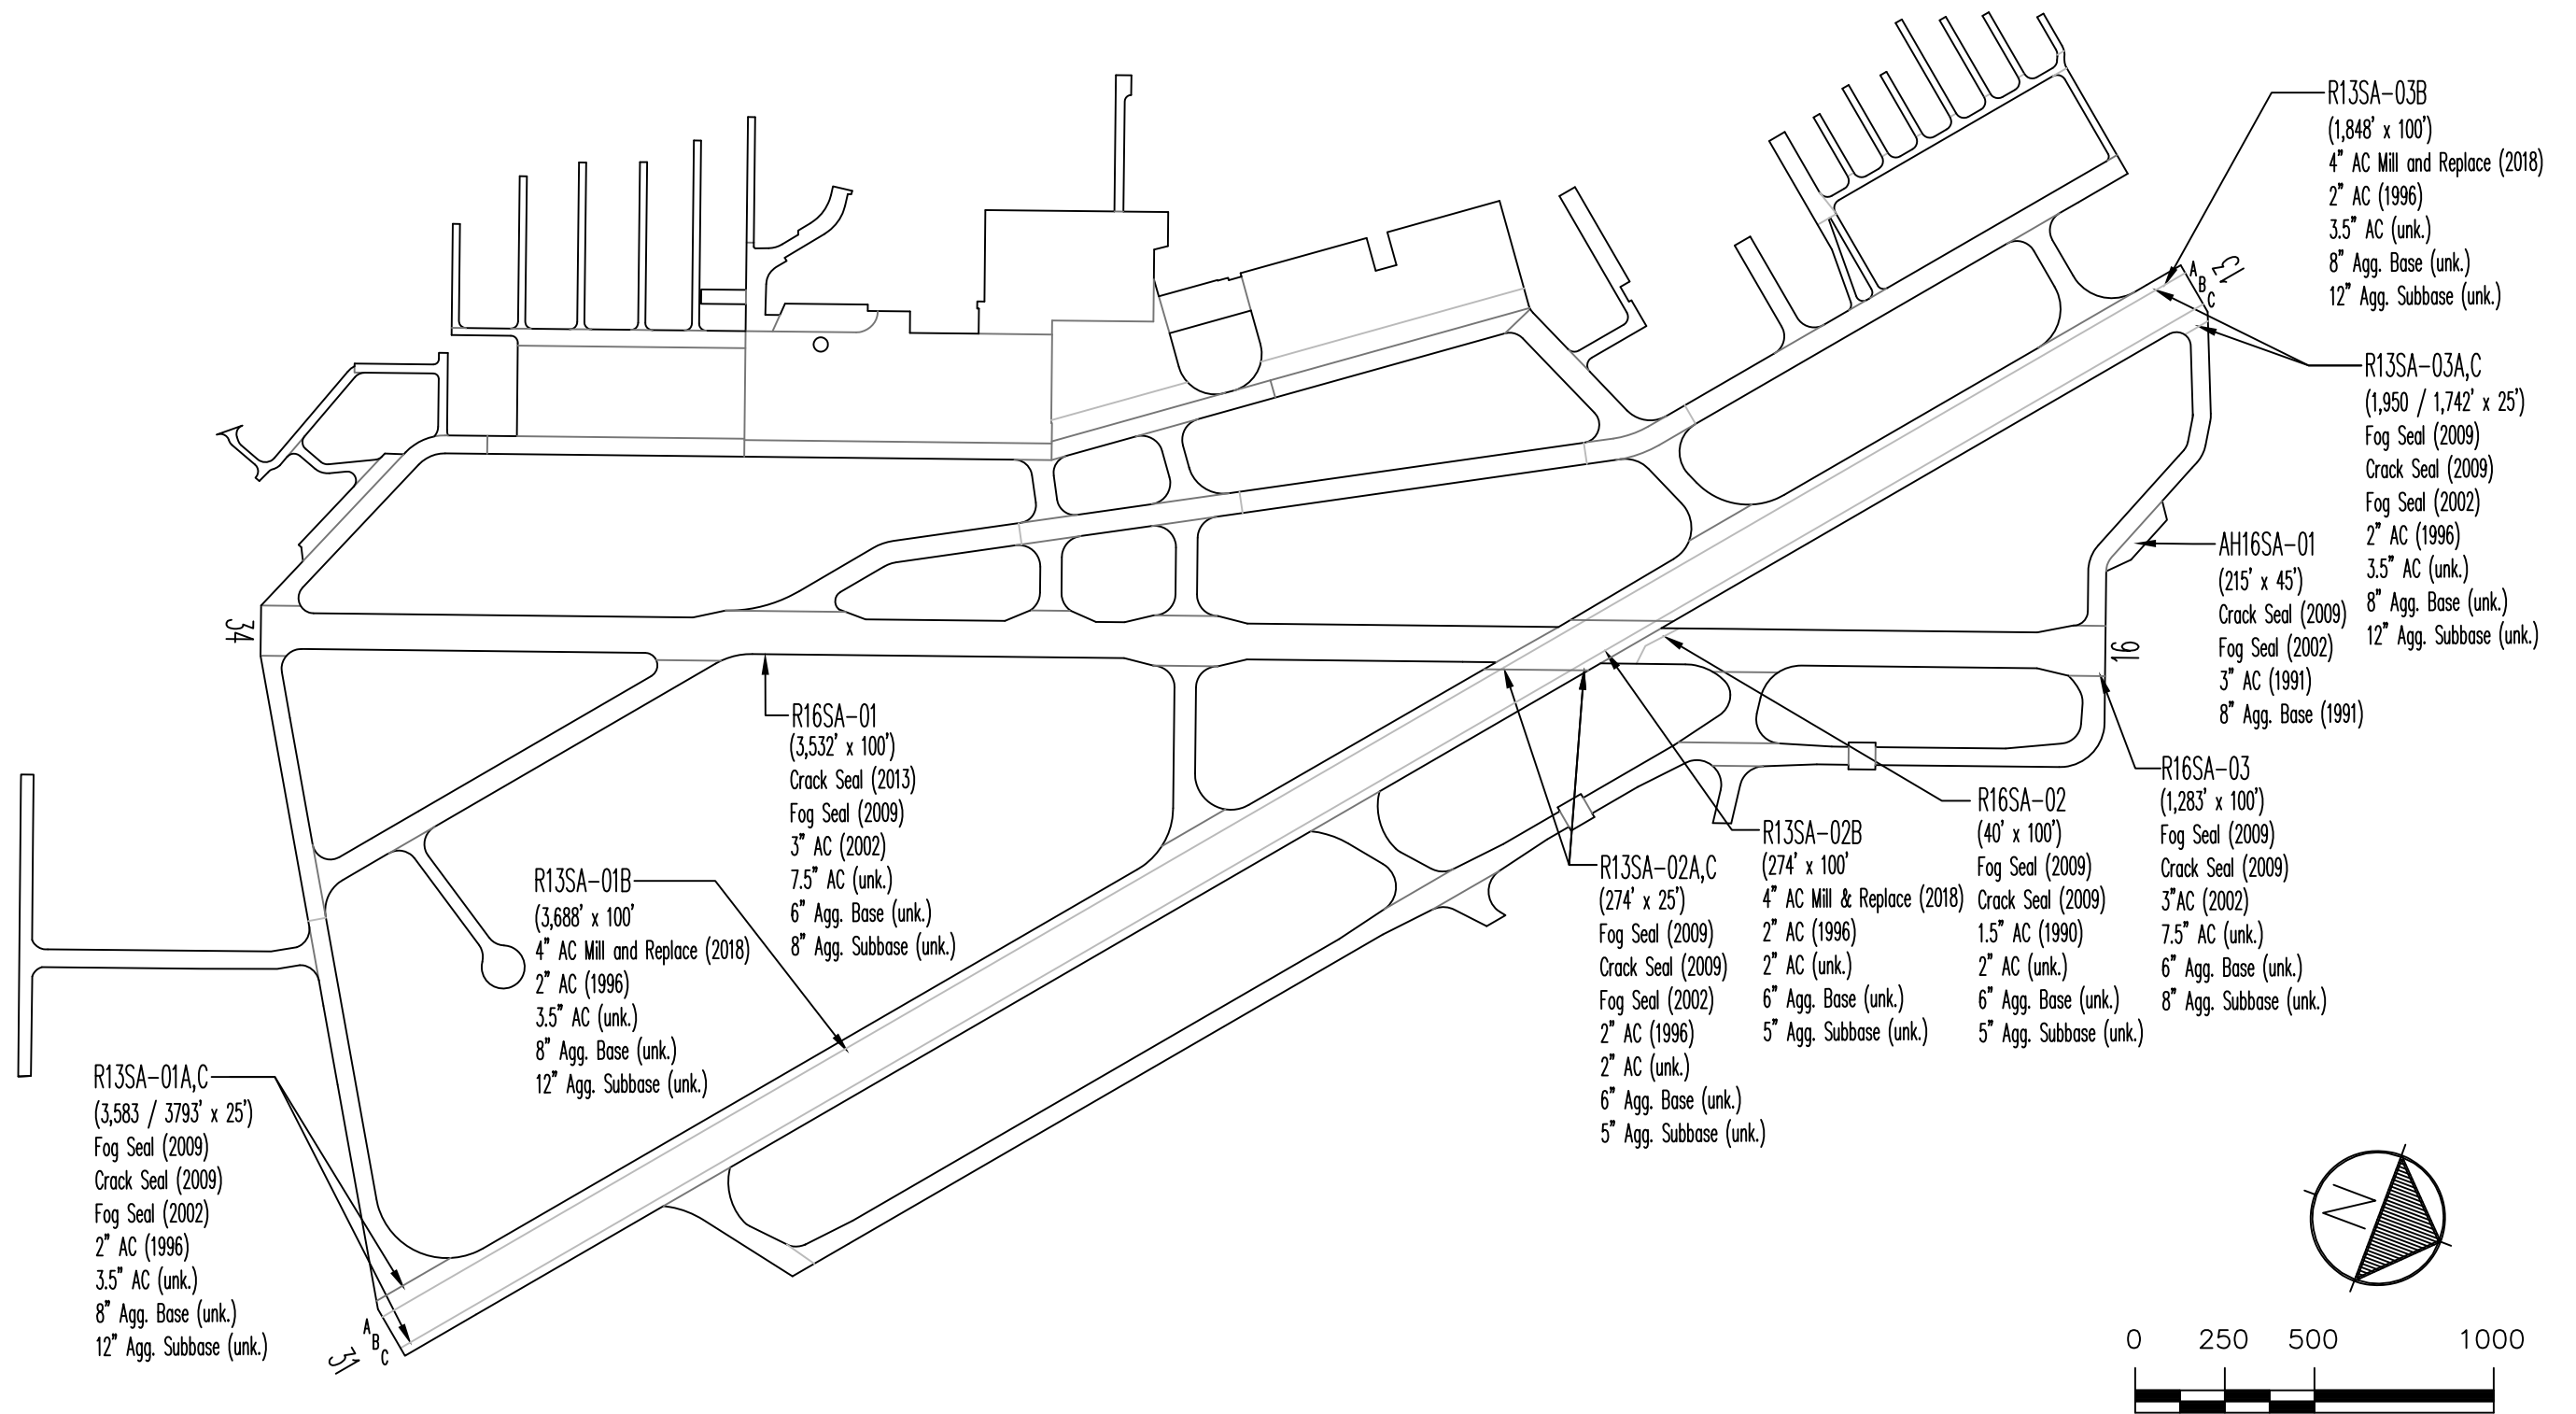 R13SA-03B
(1,848' x 100')
4" AC Mill and Replace (2018)
2" AC (1996)
3.5" AC (unk.)
8" Agg. Base (unk.)
12" Agg. Subbase (unk.)
13
A
B
C
R13SA-03A,C
(1,950 / 1,742' x 25')
Fog Seal (2009)
Crack Seal (2009)
Fog Seal (2002)
2" AC (1996)
3.5" AC (unk.)
8" Agg. Base (unk.)
12" Agg. Subbase (unk.)
AH16SA-01
(215' x 45')
Crack Seal (2009)
Fog Seal (2002)
3" AC (1991)
8" Agg. Base (1991)
34
16
R16SA-01
(3,532' x 100')
Crack Seal (2013)
Fog Seal (2009)
3" AC (2002)
7.5" AC (unk.)
6" Agg. Base (unk.)
8" Agg. Subbase (unk.)
R16SA-03
(1,283' x 100')
Fog Seal (2009)
Crack Seal (2009)
3"AC (2002)
7.5" AC (unk.)
6" Agg. Base (unk.)
8" Agg. Subbase (unk.)
R16SA-02
(40' x 100')
Fog Seal (2009)
Crack Seal (2009)
1.5" AC (1990)
2" AC (unk.)
6" Agg. Base (unk.)
5" Agg. Subbase (unk.)
R13SA-02B
(274' x 100'
4" AC Mill & Replace (2018)
2" AC (1996)
2" AC (unk.)
6" Agg. Base (unk.)
5" Agg. Subbase (unk.)
R13SA-02A,C
(274' x 25')
Fog Seal (2009)
Crack Seal (2009)
Fog Seal (2002)
2" AC (1996)
2" AC (unk.)
6" Agg. Base (unk.)
5" Agg. Subbase (unk.)
R13SA-01B
(3,688' x 100'
4" AC Mill and Replace (2018)
2" AC (1996)
3.5" AC (unk.)
8" Agg. Base (unk.)
12" Agg. Subbase (unk.)
R13SA-01A,C
(3,583 / 3793' x 25')
Fog Seal (2009)
Crack Seal (2009)
Fog Seal (2002)
2" AC (1996)
3.5" AC (unk.)
8" Agg. Base (unk.)
12" Agg. Subbase (unk.)
A
B
C
31
N
0 250 500 1000